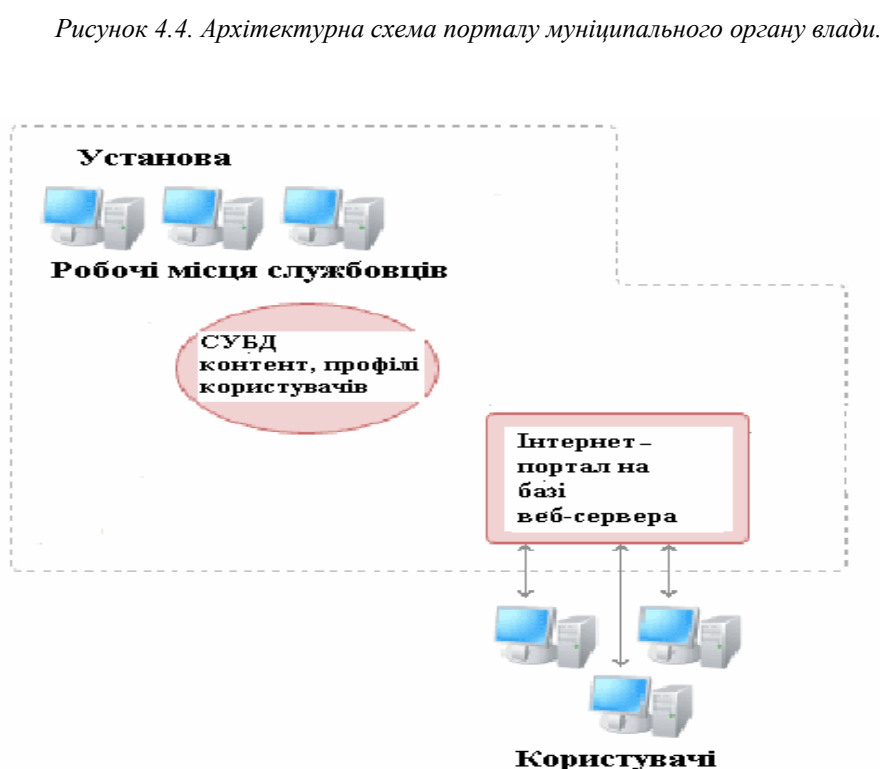 Рисунок 4.4. Архітектурна схема порталу муніципального органу влади.
Установа
Робочі місця службовців
СУБД
контент, профілі
користувачів
Інтернет –
портал на
базі
веб-сервера
Користувачі